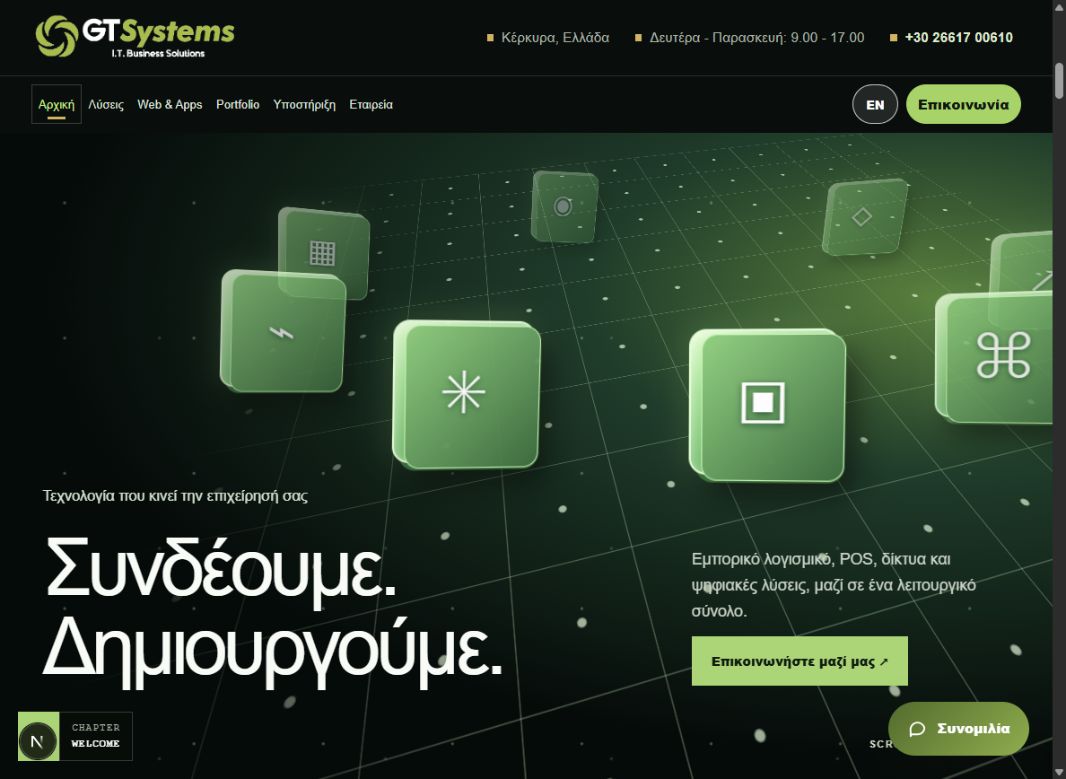 GTSystems
I.T. Business Solutions
Κέρκυρα, Ελλάδα
Δευτέρα - Παρασκευή: 9.00 - 17.00
+30 26617 00610
Αρχική
Λύσεις
Web & Apps
Portfolio
Υποστήριξη
Εταιρεία
EN
Επικοινωνία
Τεχνολογία που κινεί την επιχείρησή σας
Συνδέουμε.
Δημιουργούμε.
Εμπορικό λογισμικό, POS, δίκτυα και
ψηφιακές λύσεις, μαζί σε ένα λειτουργικό
σύνολο.
Επικοινωνήστε μαζί μας ↗
N
CHAPTER
WELCOME
Συνομιλία